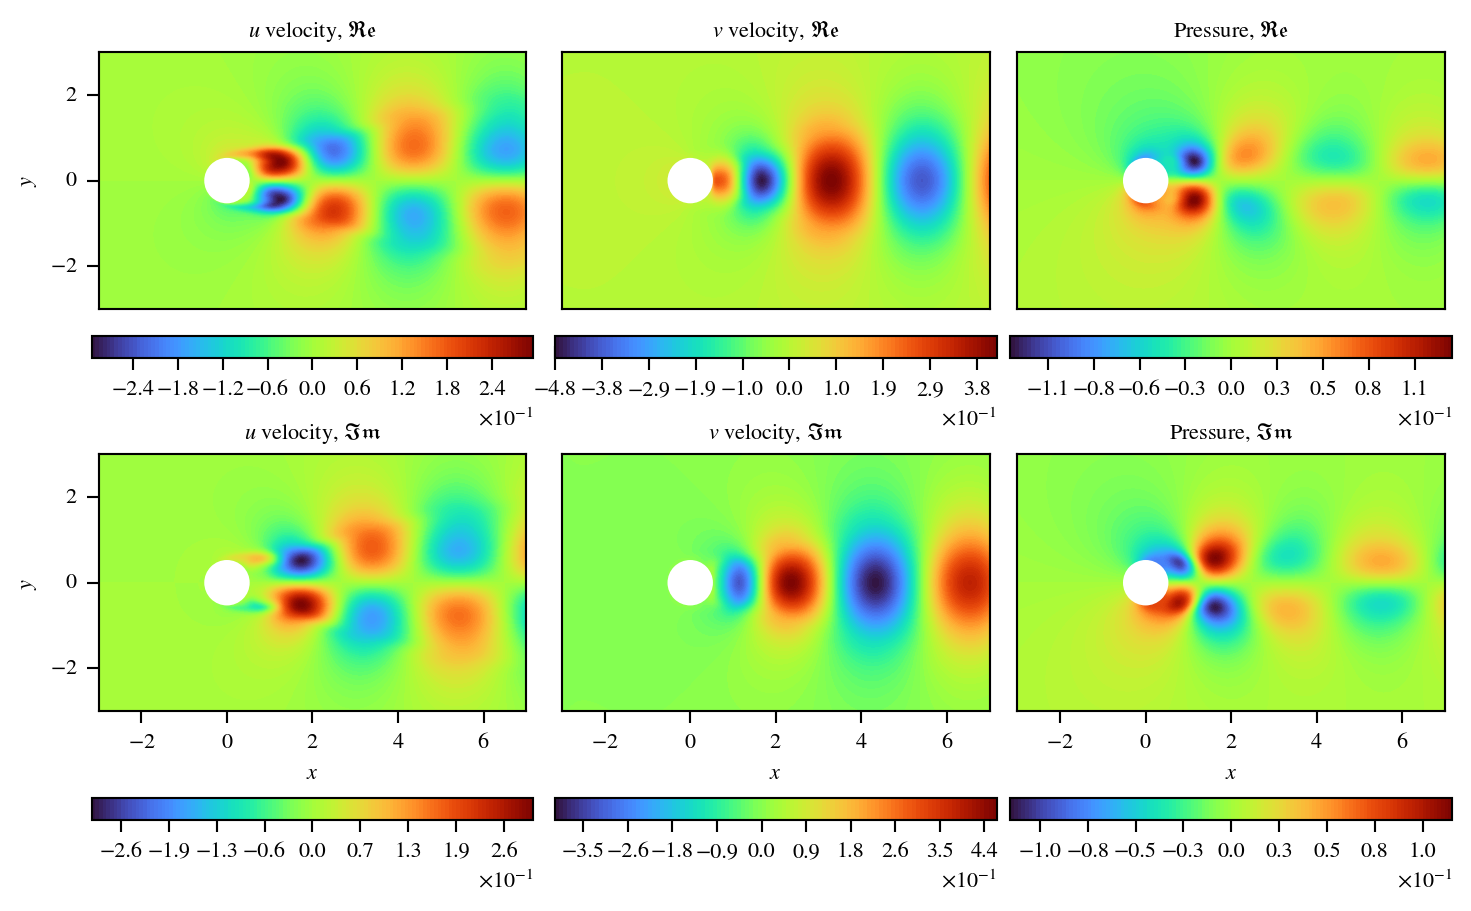 u velocity, ℜ𝔢
v velocity, ℜ𝔢
Pressure, ℜ𝔢
2
0
−2
y
−2.4 −1.8 −1.2 −0.6 0.0 0.6 1.2 1.8 2.4
×10⁻¹
−4.8 −3.8 −2.9 −1.9 −1.0 0.0 1.0 1.9 2.9 3.8
×10⁻¹
−1.1 −0.8 −0.6 −0.3 0.0 0.3 0.5 0.8 1.1
×10⁻¹
u velocity, ℑ𝔪
v velocity, ℑ𝔪
Pressure, ℑ𝔪
2
0
−2
y
−2 0 2 4 6
x
−2 0 2 4 6
x
−2 0 2 4 6
x
−2.6 −1.9 −1.3 −0.6 0.0 0.7 1.3 1.9 2.6
×10⁻¹
−3.5 −2.6 −1.8 −0.9 0.0 0.9 1.8 2.6 3.5 4.4
×10⁻¹
−1.0 −0.8 −0.5 −0.3 0.0 0.3 0.5 0.8 1.0
×10⁻¹